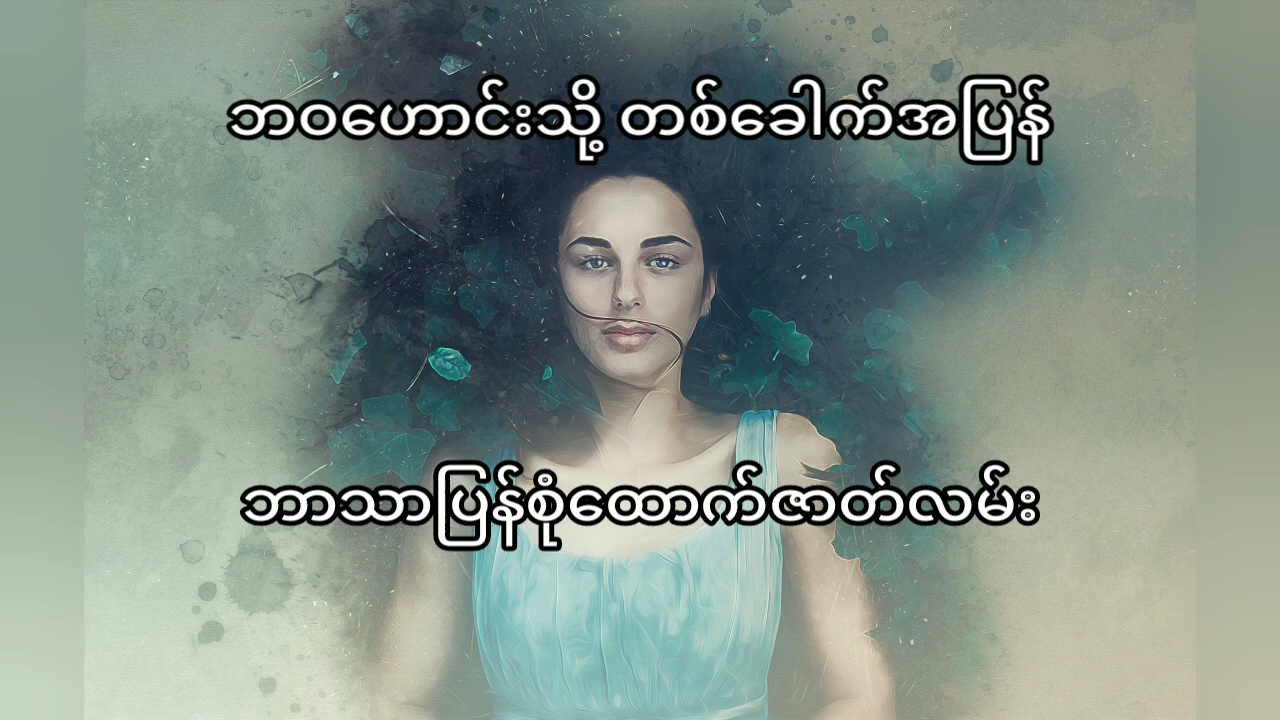 ဘဝဟောင်းသို့ တစ်ခေါက်အပြန်
ဘာသာပြန်စုံထောက်ဇာတ်လမ်း